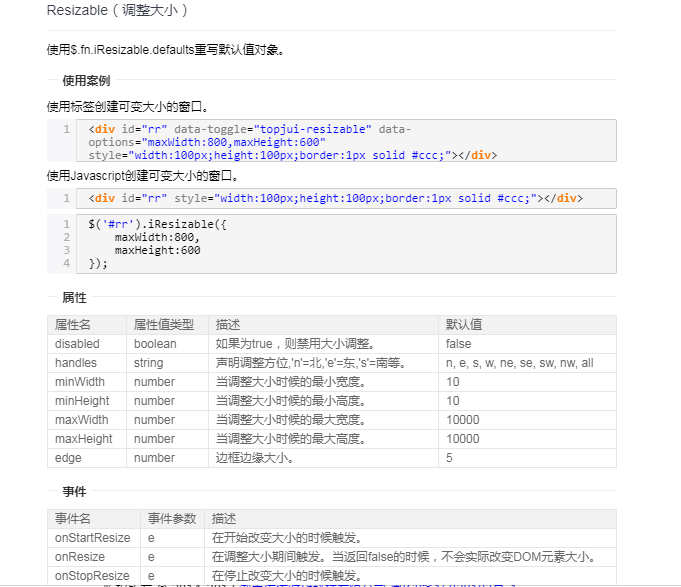 Resizable（调整大小）
使用$.fn.iResizable.defaults重写默认值对象。
使用案例
使用标签创建可变大小的窗口。
1 <div id="rr" data-toggle="topjui-resizable" data-
options="maxWidth:800,maxHeight:600"
style="width:100px;height:100px;border:1px solid #ccc;"></div>
使用Javascript创建可变大小的窗口。
1 <div id="rr" style="width:100px;height:100px;border:1px solid #ccc;"></div>
1 $('#rr').iResizable({
2 maxWidth:800,
3 maxHeight:600
4 });
属性
属性名 属性值类型 描述 默认值
disabled boolean 如果为true，则禁用大小调整。 false
handles string 声明调整方位,'n'=北,'e'=东,'s'=南等。 n, e, s, w, ne, se, sw, nw, all
minWidth number 当调整大小时候的最小宽度。 10
minHeight number 当调整大小时候的最小高度。 10
maxWidth number 当调整大小时候的最大宽度。 10000
maxHeight number 当调整大小时候的最大高度。 10000
edge number 边框边缘大小。 5
事件
事件名 事件参数 描述
onStartResize e 在开始改变大小的时候触发。
onResize e 在调整大小期间触发。当返回false的时候，不会实际改变DOM元素大小。
onStopResize e 在停止改变大小的时候触发。